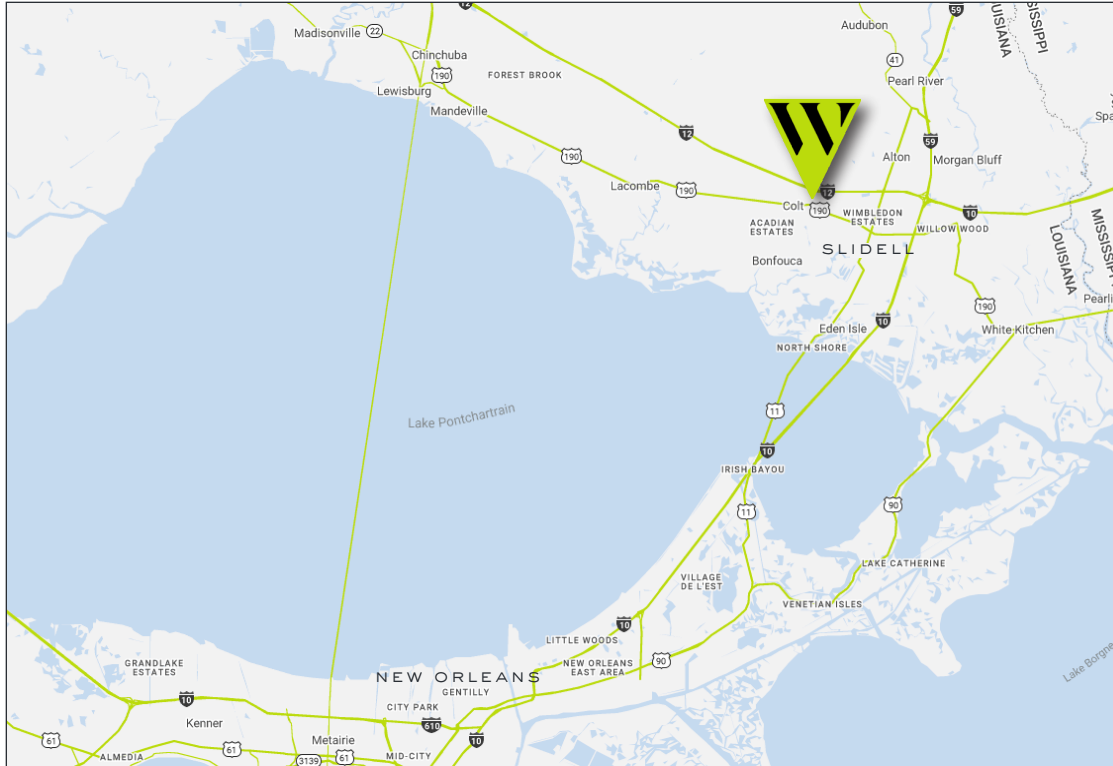 12
59
Audubon
Madisonville
22
LOUISIANA
MISSISSIPPI
Chinchuba
190
FOREST BROOK
41
Pearl River
Lewisburg
Mandeville
W
Spa
12
59
190
Alton
Morgan Bluff
Lacombe
190
12
Colt
190
WIMBLEDON
ESTATES
10
ACADIAN
ESTATES
WILLOW WOOD
SLIDELL
LOUISIANA
MISSISSIPPI
Bonfouca
190
Pearli
10
Eden Isle
White Kitchen
NORTH SHORE
Lake Pontchartrain
11
10
IRISH BAYOU
11
90
LAKE CATHERINE
VILLAGE
DE L'EST
VENETIAN ISLES
10
LITTLE WOODS
GRANDLAKE
ESTATES
NEW ORLEANS
EAST AREA
90
Lake Borgne
NEW ORLEANS
GENTILLY
10
CITY PARK
Kenner
610
61
61
Metairie
10
ALMEDIA
3139
61
MID-CITY